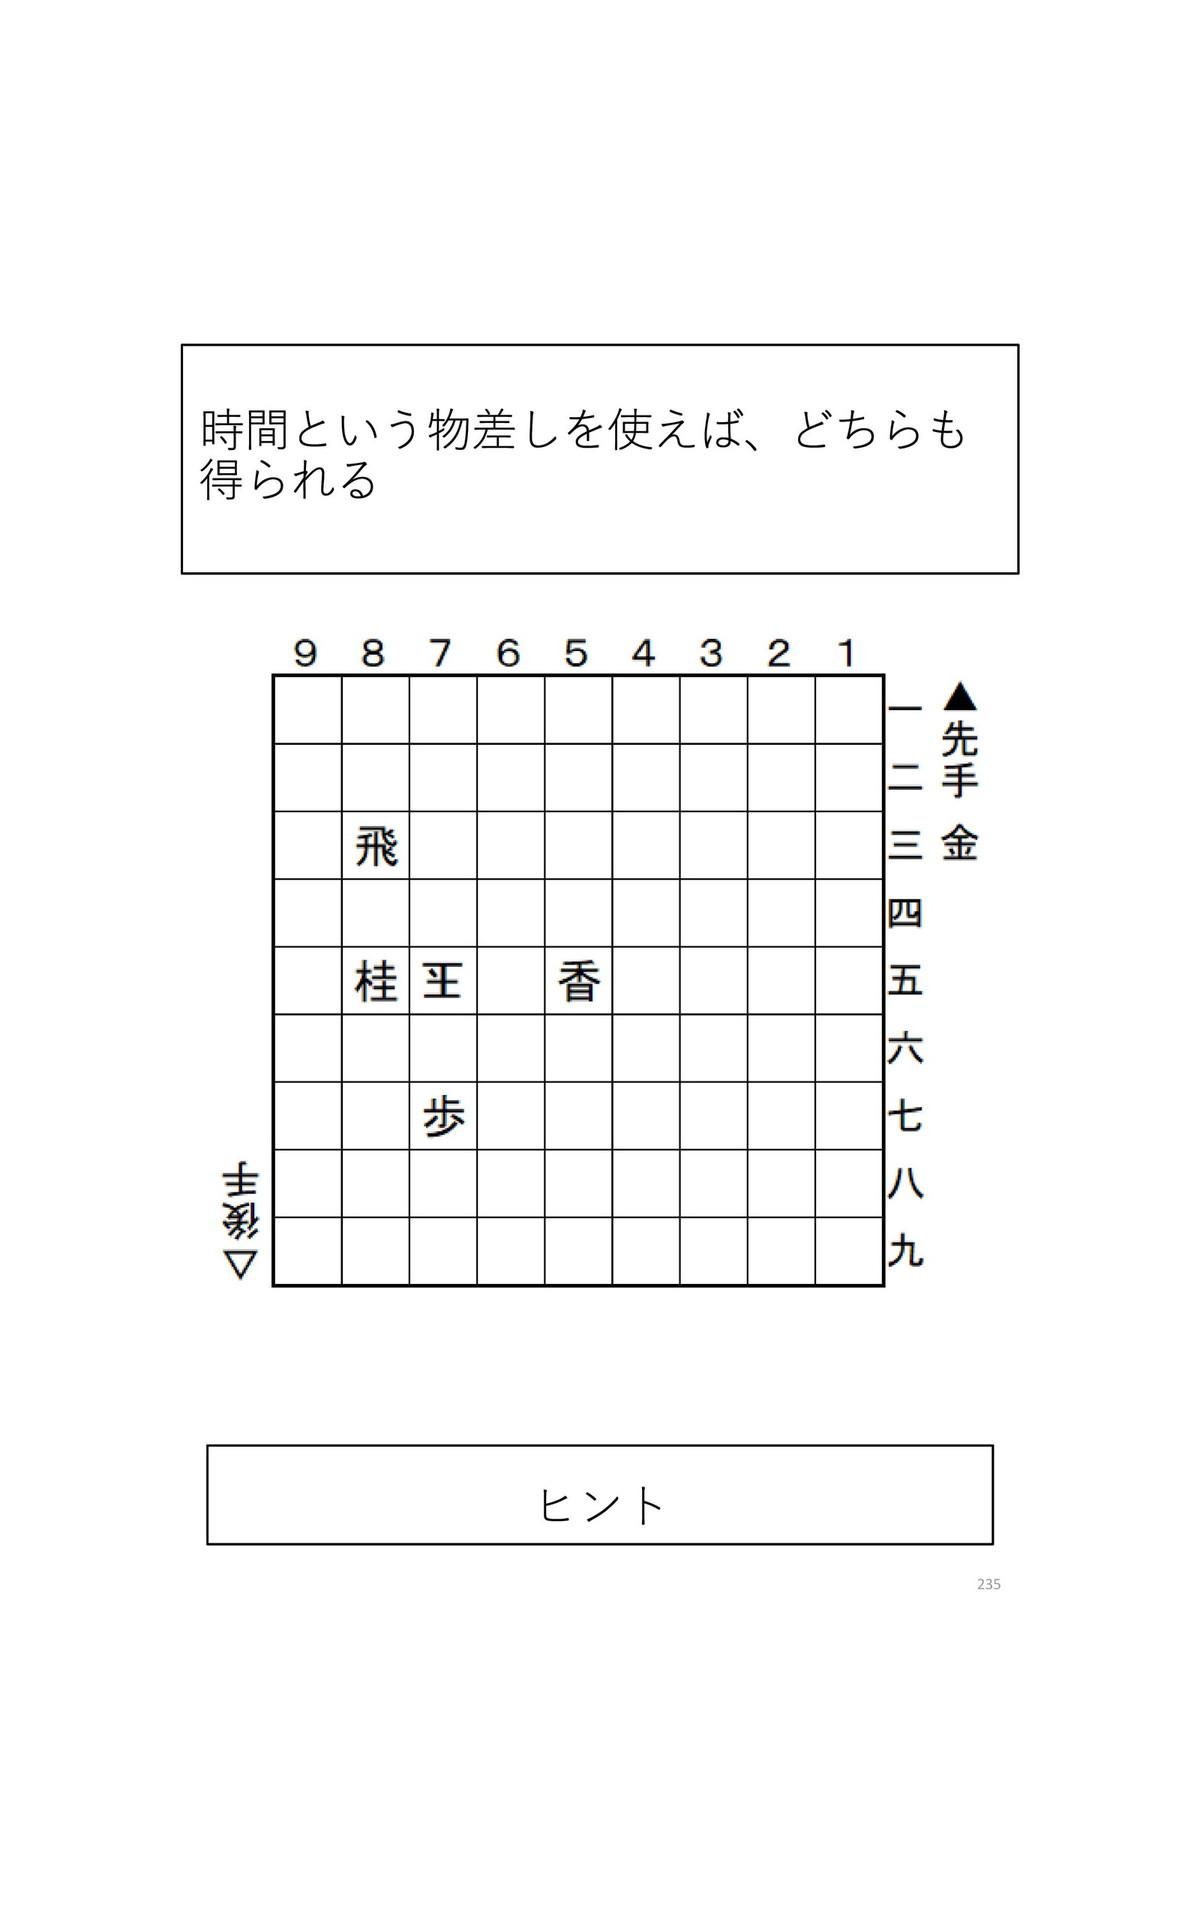 時間という物差しを使えば、どちらも
得られる
9 8 7 6 5 4 3 2 1
一
二
三
四
五
六
七
八
九
▲先手 金
飛
桂 王 香
歩
△後手
ヒント
235